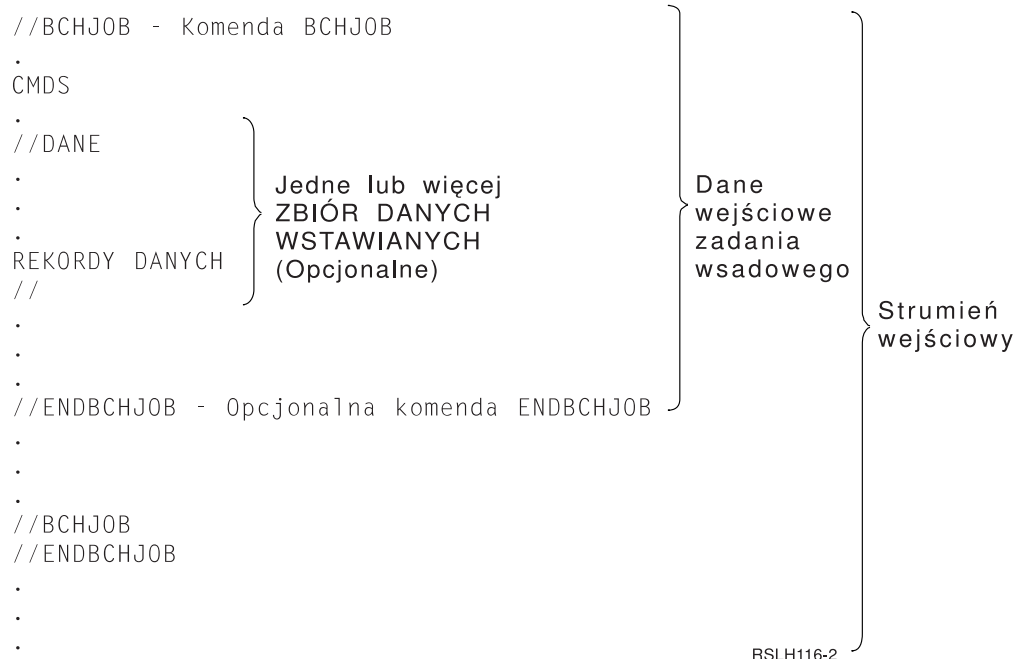 //BCHJOB - Komenda BCHJOB
.
CMDS
.
//DANE
.
.
.
REKORDY DANYCH
//
.
.
.
//ENDBCHJOB - Opcjonalna komenda ENDBCHJOB
.
.
.
//BCHJOB
//ENDBCHJOB
.
.
.
Jedne lub więcej
ZBIÓR DANYCH
WSTAWIANYCH
(Opcjonalne)
Dane
wejściowe
zadania
wsadowego
Strumień
wejściowy
RSLH116-2